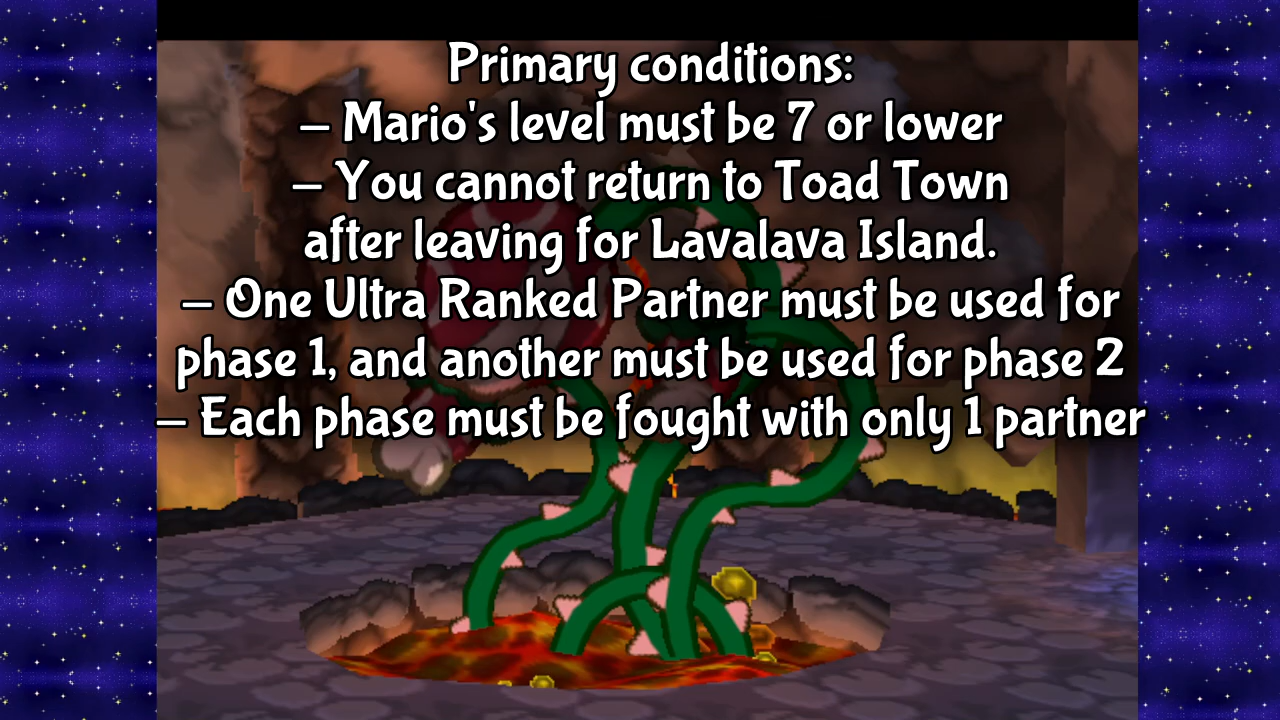 Primary conditions:
– Mario's level must be 7 or lower
– You cannot return to Toad Town
after leaving for Lavalava Island.
– One Ultra Ranked Partner must be used for
phase 1, and another must be used for phase 2
– Each phase must be fought with only 1 partner